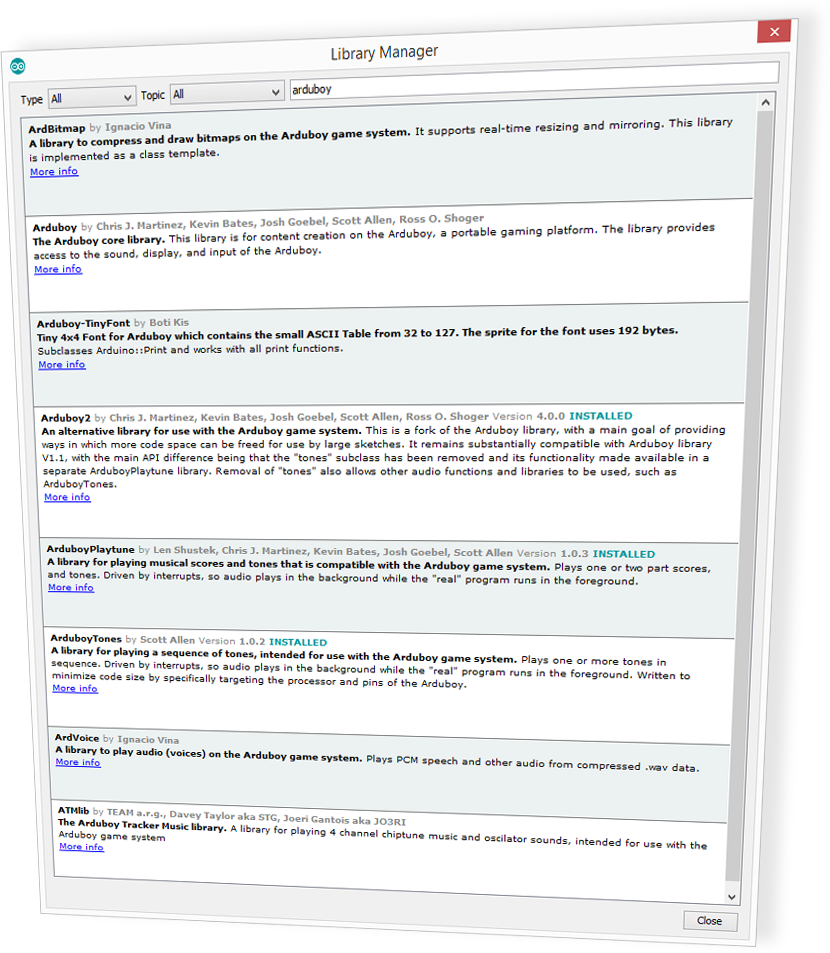 Library Manager
Type All Topic All arduboy
ArdBitmap by Ignacio Vina
A library to compress and draw bitmaps on the Arduboy game system. It supports real-time resizing and mirroring. This library
is implemented as a class template.
More info
Arduboy by Chris J. Martinez, Kevin Bates, Josh Goebel, Scott Allen, Ross O. Shoger
The Arduboy core library. This library is for content creation on the Arduboy, a portable gaming platform. The library provides
access to the sound, display, and input of the Arduboy.
More info
Arduboy-TinyFont by Boti Kis
Tiny 4x4 Font for Arduboy which contains the small ASCII Table from 32 to 127. The sprite for the font uses 192 bytes.
Subclasses Arduino::Print and works with all print functions.
More info
Arduboy2 by Chris J. Martinez, Kevin Bates, Josh Goebel, Scott Allen, Ross O. Shoger Version 4.0.0 INSTALLED
An alternative library for use with the Arduboy game system. This is a fork of the Arduboy library, with a main goal of providing
ways in which more code space can be freed for use by large sketches. It remains substantially compatible with Arduboy library
V1.1, with the main API difference being that the "tones" subclass has been removed and its functionality made available in a
separate ArduboyPlaytune library. Removal of "tones" also allows other audio functions and libraries to be used, such as
ArduboyTones.
More info
ArduboyPlaytune by Len Shustek, Chris J. Martinez, Kevin Bates, Josh Goebel, Scott Allen Version 1.0.3 INSTALLED
A library for playing musical scores and tones that is compatible with the Arduboy game system. Plays one or two part scores,
and tones. Driven by interrupts, so audio plays in the background while the "real" program runs in the foreground.
More info
ArduboyTones by Scott Allen Version 1.0.2 INSTALLED
A library for playing a sequence of tones, intended for use with the Arduboy game system. Plays one or more tones in
sequence. Driven by interrupts, so audio plays in the background while the "real" program runs in the foreground. Written to
minimize code size by specifically targeting the processor and pins of the Arduboy.
More info
ArdVoice by Ignacio Vina
A library to play audio (voices) on the Arduboy game system. Plays PCM speech and other audio from compressed .wav data.
More info
ATMlib by TEAM a.r.g., Davey Taylor aka STG, Joeri Gantois aka JO3RI
The Arduboy Tracker Music library. A library for playing 4 channel chiptune music and oscilator sounds, intended for use with the
Arduboy game system
More info
Close